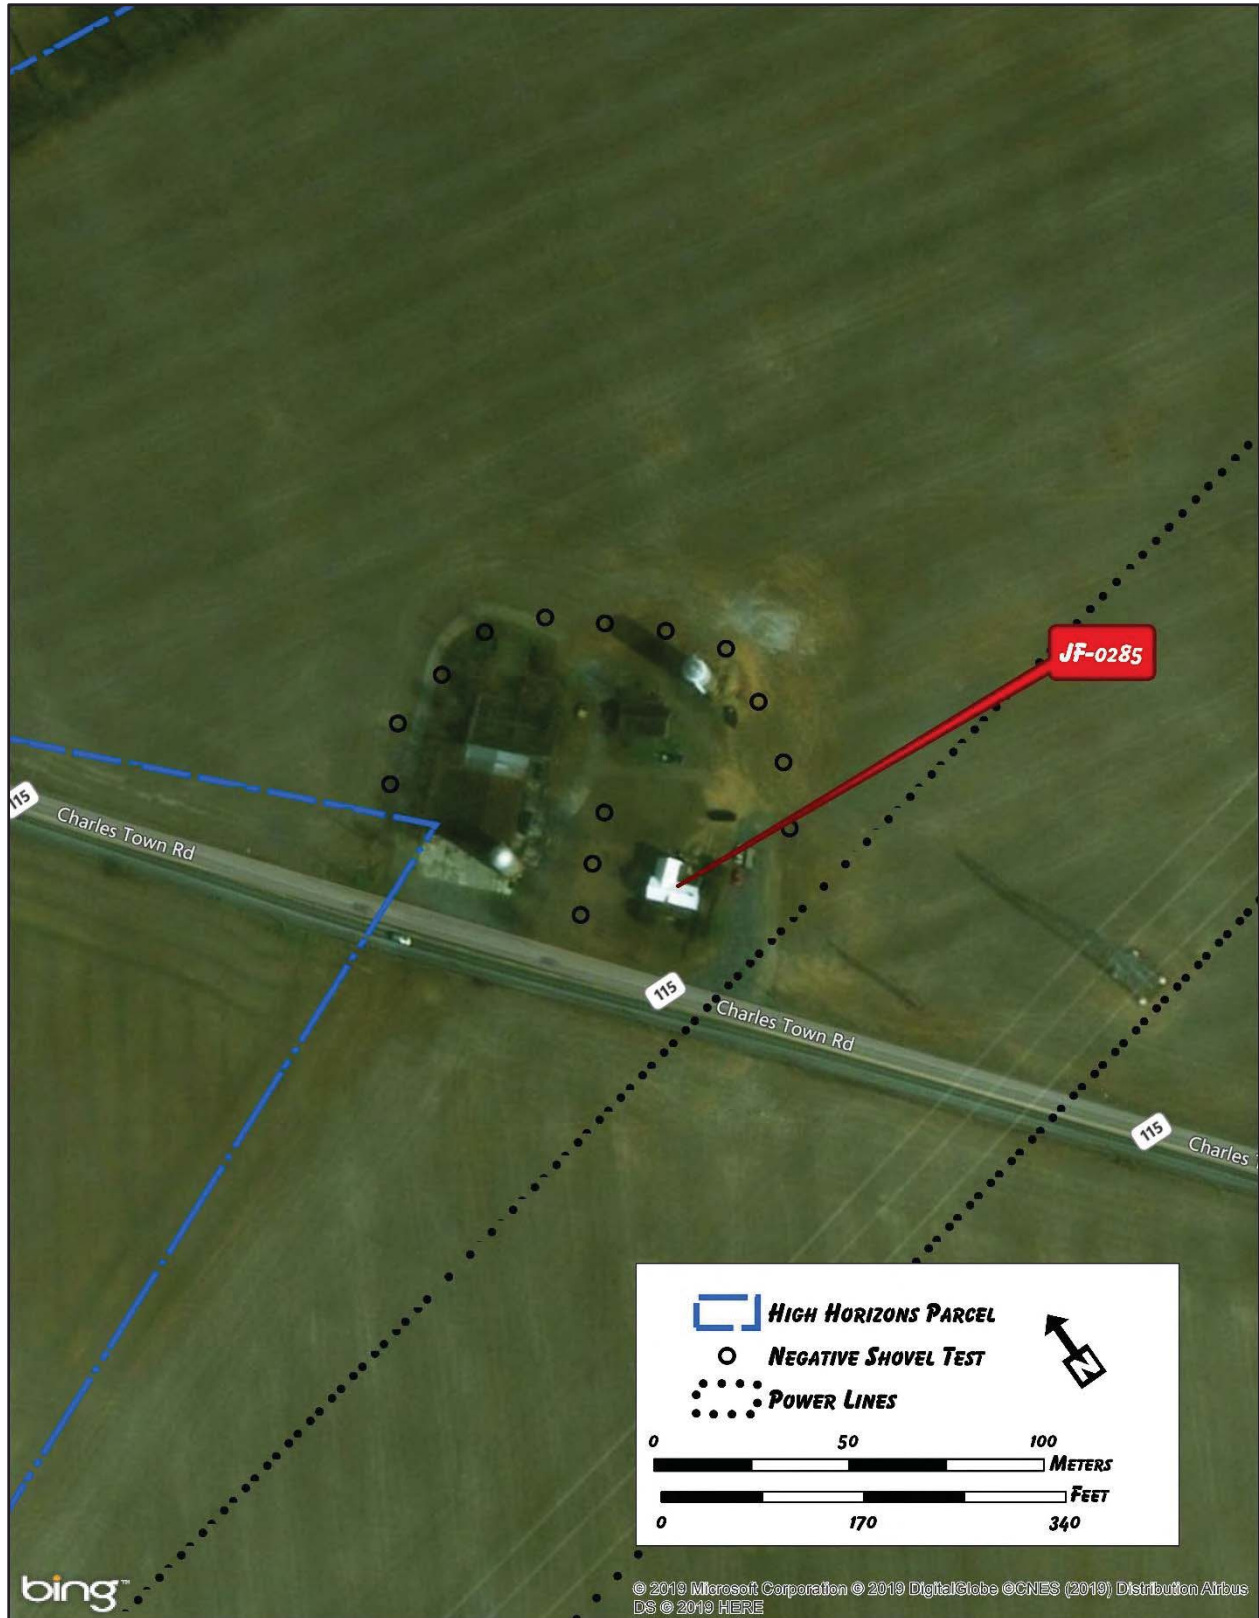 JF-0285
115
Charles Town Rd
115
Charles Town Rd
115
Charles
HIGH HORIZONS PARCEL
NEGATIVE SHOVEL TEST
POWER LINES
N
0 50 100
METERS
FEET
0 170 340
bing™
© 2019 Microsoft Corporation © 2019 DigitalGlobe ©CNES (2019) Distribution Airbus
DS © 2019 HERE